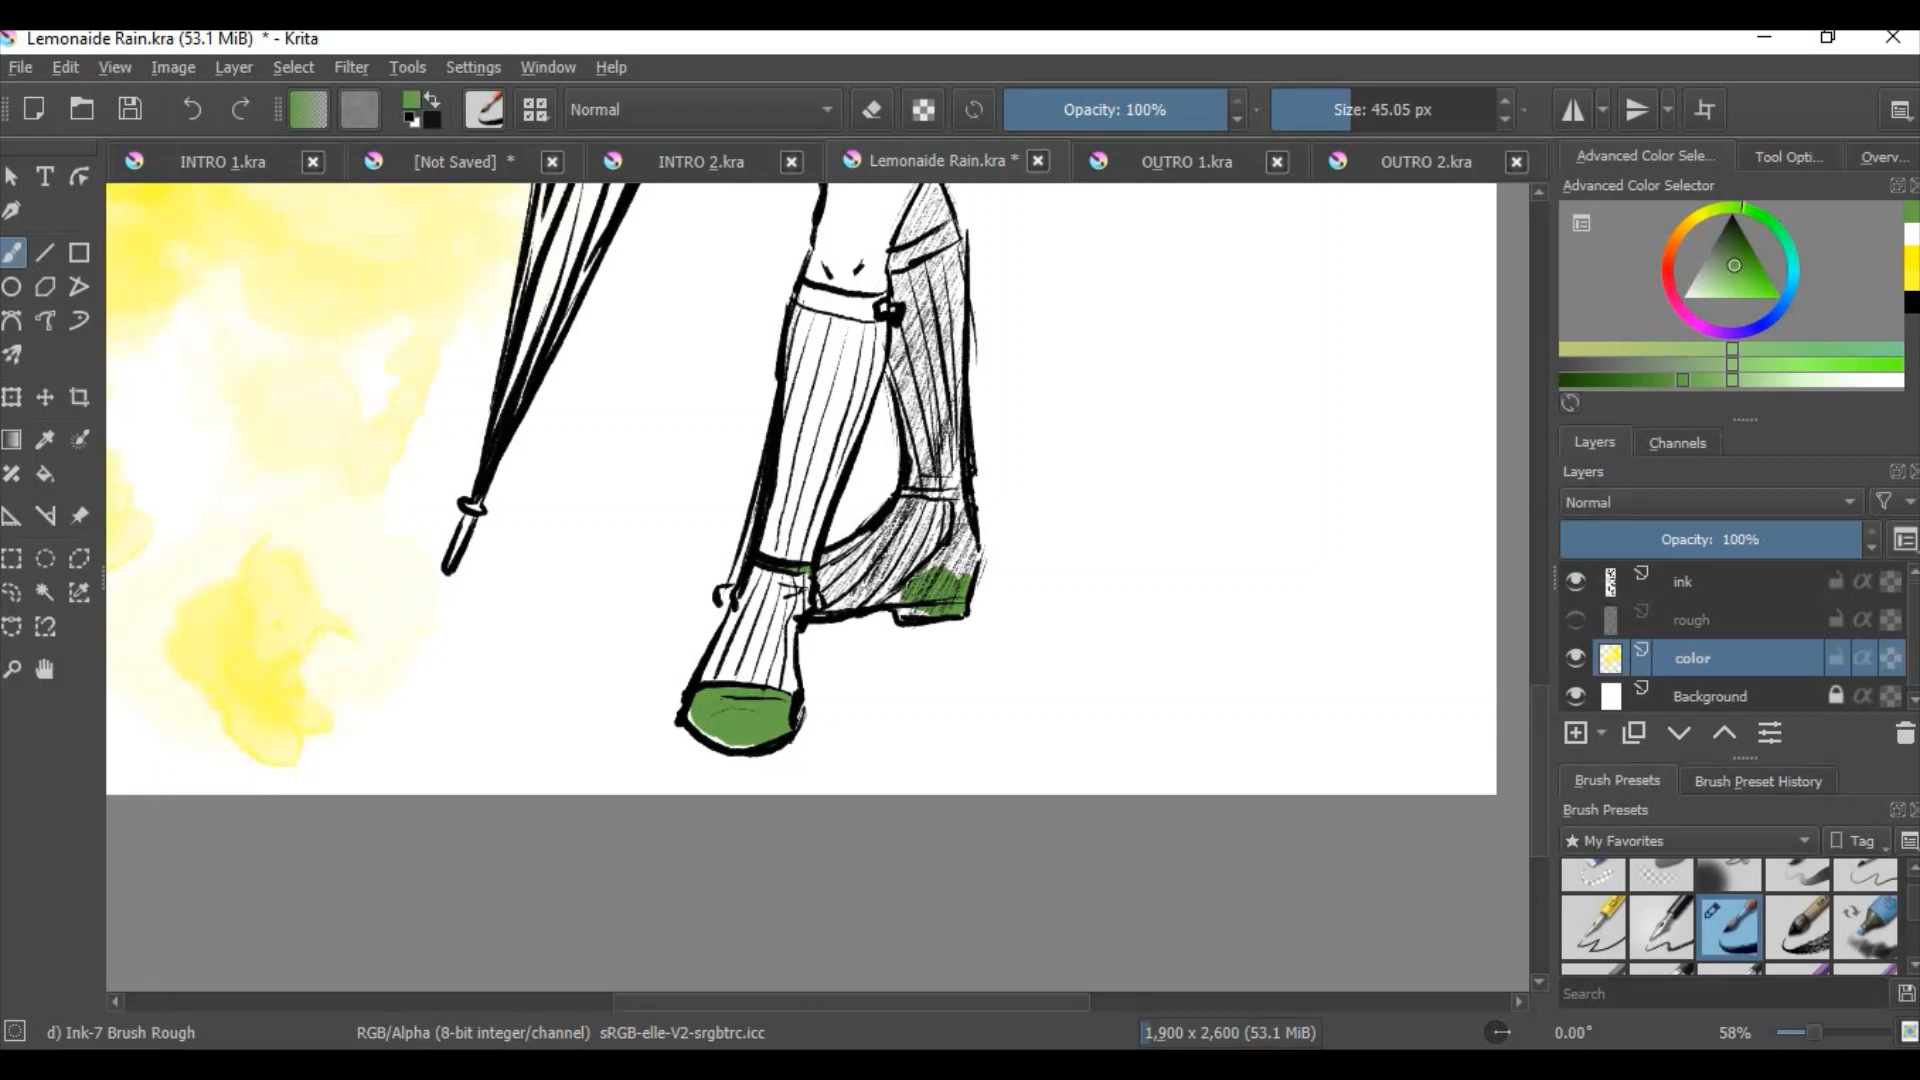 Lemonaide Rain.kra (53.1 MiB) * - Krita
File Edit View Image Layer Select Filter Tools Settings Window Help
Normal Opacity: 100% Size: 45.05 px
INTRO 1.kra [Not Saved] * INTRO 2.kra Lemonaide Rain.kra * OUTRO 1.kra OUTRO 2.kra
Advanced Color Sele... Tool Opti... Overv...
Advanced Color Selector
Layers Channels
Layers
Normal
Opacity: 100%
ink
rough
color
Background
Brush Presets Brush Preset History
Brush Presets
My Favorites Tag
Search
d) Ink-7 Brush Rough RGB/Alpha (8-bit integer/channel) sRGB-elle-V2-srgbtrc.icc 1,900 x 2,600 (53.1 MiB) 0.00° 58%